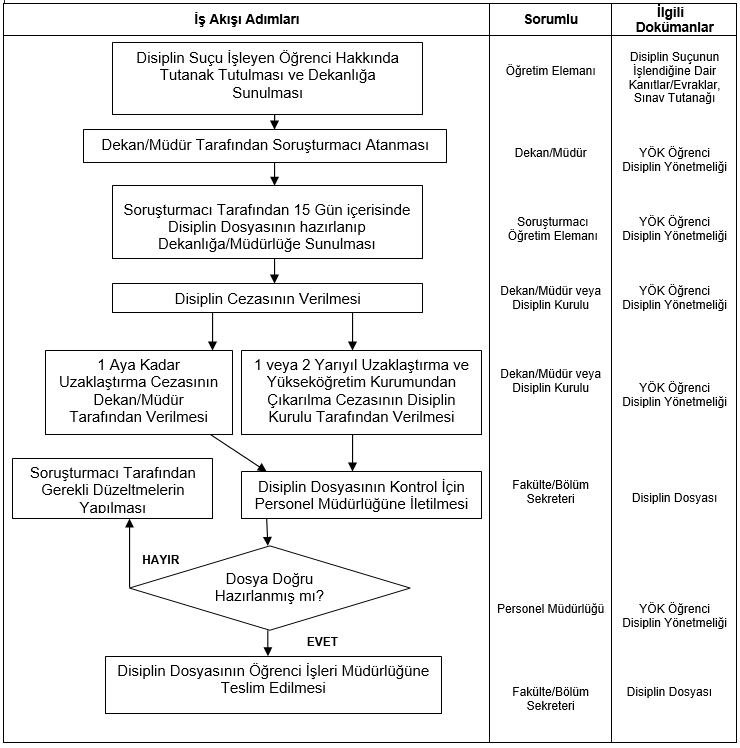 İş Akışı Adımları
Sorumlu
İlgili
Dokümanlar
Disiplin Suçu İşleyen Öğrenci Hakkında
Tutanak Tutulması ve Dekanlığa
Sunulması
Öğretim Elemanı
Disiplin Suçunun
İşlendiğine Dair
Kanıtlar/Evraklar,
Sınav Tutanağı
Dekan/Müdür Tarafından Soruşturmacı Atanması
Dekan/Müdür
YÖK Öğrenci
Disiplin Yönetmeliği
Soruşturmacı Tarafından 15 Gün içerisinde
Disiplin Dosyasının hazırlanıp
Dekanlığa/Müdürlüğe Sunulması
Soruşturmacı
Öğretim Elemanı
YÖK Öğrenci
Disiplin Yönetmeliği
Disiplin Cezasının Verilmesi
Dekan/Müdür veya
Disiplin Kurulu
YÖK Öğrenci
Disiplin Yönetmeliği
1 Aya Kadar
Uzaklaştırma Cezasının
Dekan/Müdür
Tarafından Verilmesi
1 veya 2 Yarıyıl Uzaklaştırma ve
Yükseköğretim Kurumundan
Çıkarılma Cezasının Disiplin
Kurulu Tarafından Verilmesi
Dekan/Müdür veya
Disiplin Kurulu
YÖK Öğrenci
Disiplin Yönetmeliği
Soruşturmacı Tarafından
Gerekli Düzeltmelerin
Yapılması
Disiplin Dosyasının Kontrol İçin
Personel Müdürlüğüne İletilmesi
Fakülte/Bölüm
Sekreteri
Disiplin Dosyası
HAYIR
Dosya Doğru
Hazırlanmış mı?
Personel Müdürlüğü
YÖK Öğrenci
Disiplin Yönetmeliği
EVET
Disiplin Dosyasının Öğrenci İşleri Müdürlüğüne
Teslim Edilmesi
Fakülte/Bölüm
Sekreteri
Disiplin Dosyası